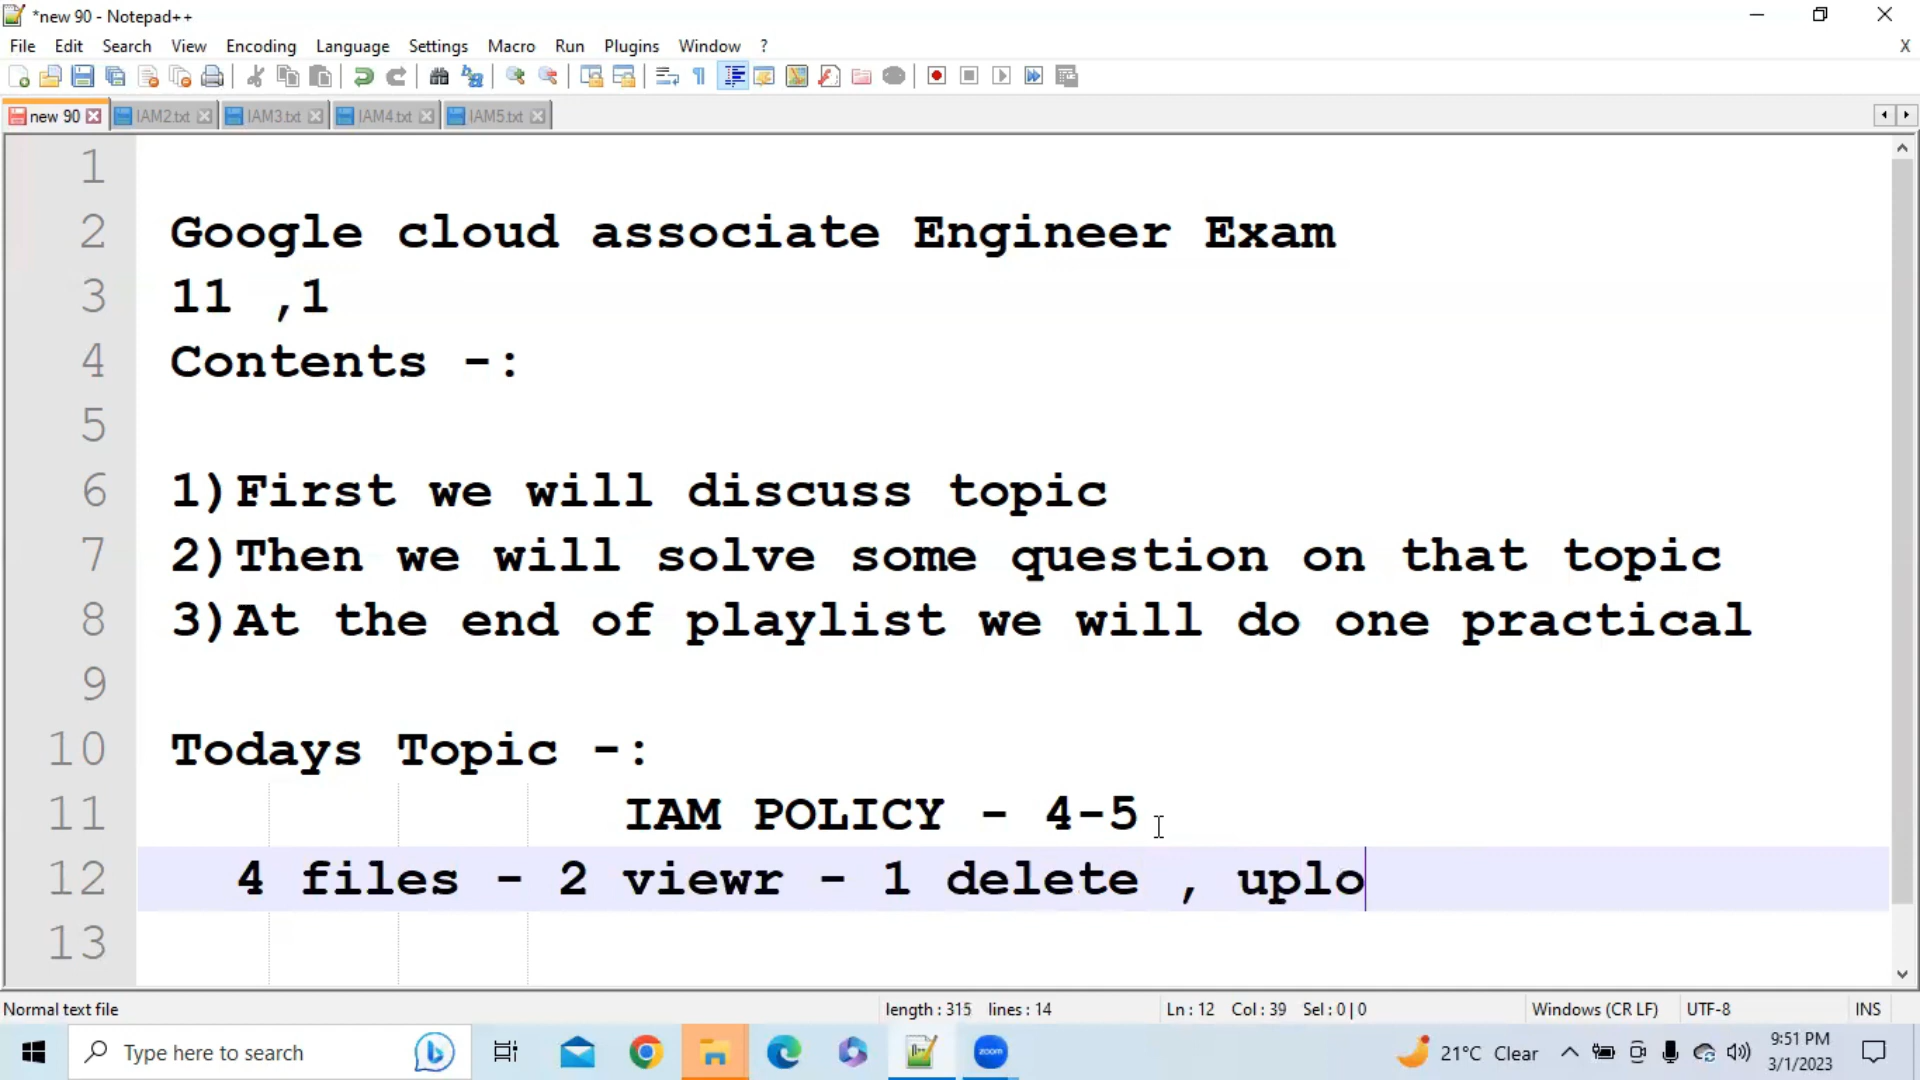 *new 90 - Notepad++
File Edit Search View Encoding Language Settings Macro Run Plugins Window ? X
new 90 IAM2.txt IAM3.txt IAM4.txt IAM5.txt
1
2 Google cloud associate Engineer Exam
3 11 ,1
4 Contents -:
5
6 1)First we will discuss topic
7 2)Then we will solve some question on that topic
8 3)At the end of playlist we will do one practical
9
10 Todays Topic -:
11 IAM POLICY - 4-5
12 4 files - 2 viewr - 1 delete , uplo
13
Normal text file length : 315 lines : 14 Ln : 12 Col : 39 Sel : 0 | 0 Windows (CR LF) UTF-8 INS
Type here to search zoom 21°C Clear 9:51 PM
3/1/2023